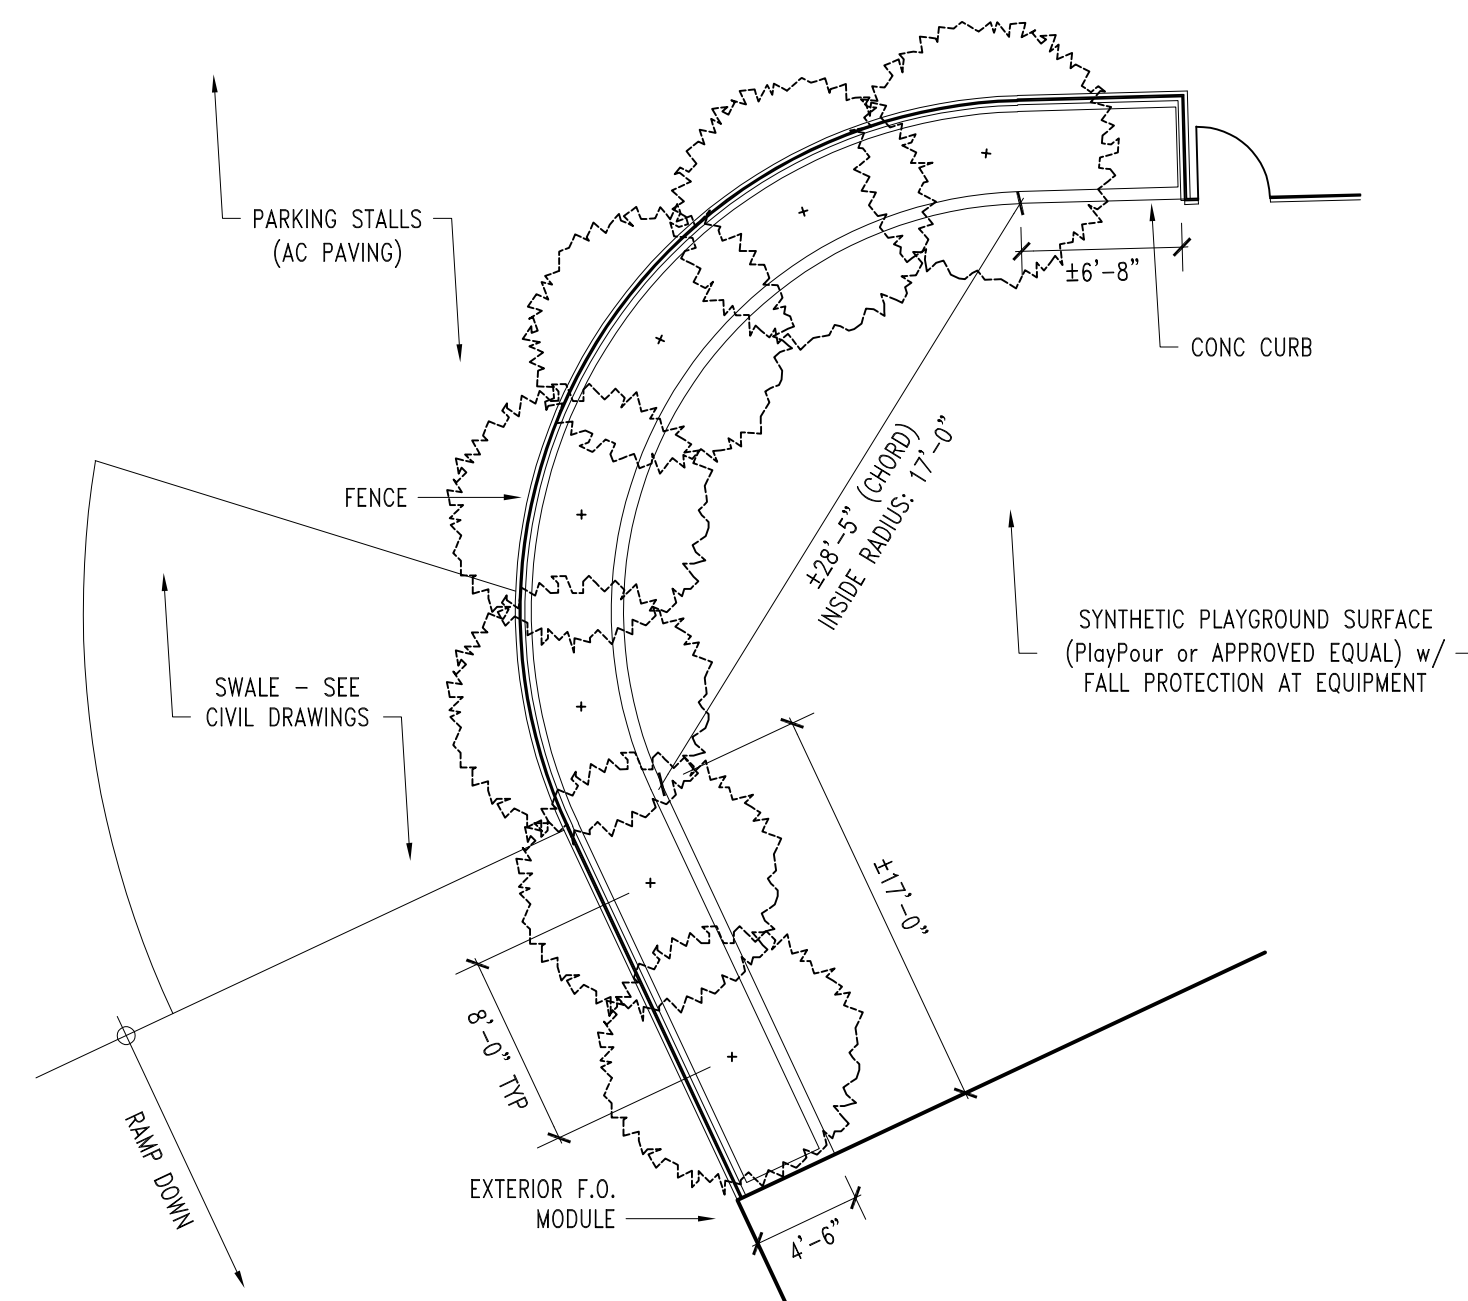 PARKING STALLS
(AC PAVING)
±6'-8"
CONC CURB
FENCE
±28'-5" (CHORD)
INSIDE RADIUS: 17'-0"
SYNTHETIC PLAYGROUND SURFACE
(PlayPour or APPROVED EQUAL) w/
FALL PROTECTION AT EQUIPMENT
SWALE - SEE
CIVIL DRAWINGS
±17'-0"
8'-0" TYP
RAMP DOWN
EXTERIOR F.O.
MODULE
4'-6"